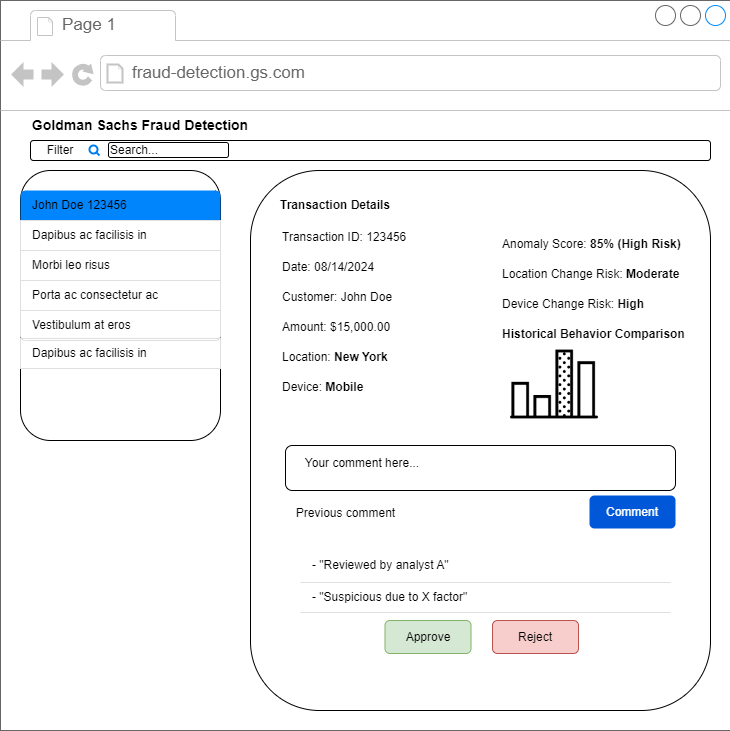 Page 1
fraud-detection.gs.com
Goldman Sachs Fraud Detection
Filter
Search...
John Doe 123456
Dapibus ac facilisis in
Morbi leo risus
Porta ac consectetur ac
Vestibulum at eros
Dapibus ac facilisis in
Transaction Details
Transaction ID: 123456
Date: 08/14/2024
Customer: John Doe
Amount: $15,000.00
Location: New York
Device: Mobile
Anomaly Score: 85% (High Risk)
Location Change Risk: Moderate
Device Change Risk: High
Historical Behavior Comparison
Your comment here...
Previous comment
Comment
- "Reviewed by analyst A"
- "Suspicious due to X factor"
Approve
Reject